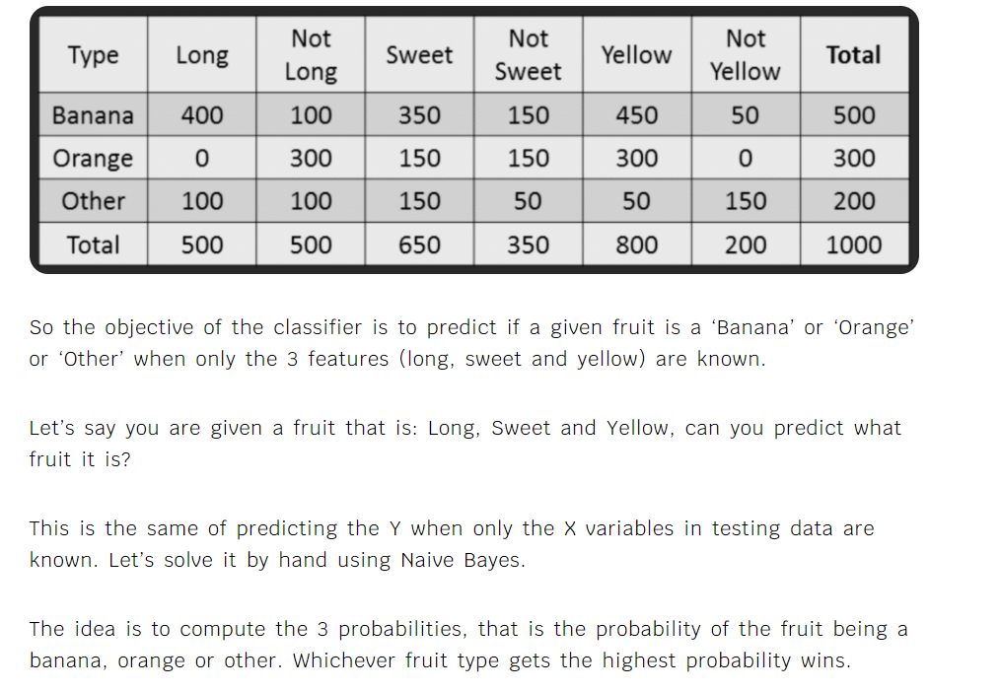 Type Long Not Long Sweet Not Sweet Yellow Not Yellow Total
Banana 400 100 350 150 450 50 500
Orange 0 300 150 150 300 0 300
Other 100 100 150 50 50 150 200
Total 500 500 650 350 800 200 1000
So the objective of the classifier is to predict if a given fruit is a ‘Banana’ or ‘Orange’
or ‘Other’ when only the 3 features (long, sweet and yellow) are known.
Let’s say you are given a fruit that is: Long, Sweet and Yellow, can you predict what
fruit it is?
This is the same of predicting the Y when only the X variables in testing data are
known. Let’s solve it by hand using Naive Bayes.
The idea is to compute the 3 probabilities, that is the probability of the fruit being a
banana, orange or other. Whichever fruit type gets the highest probability wins.